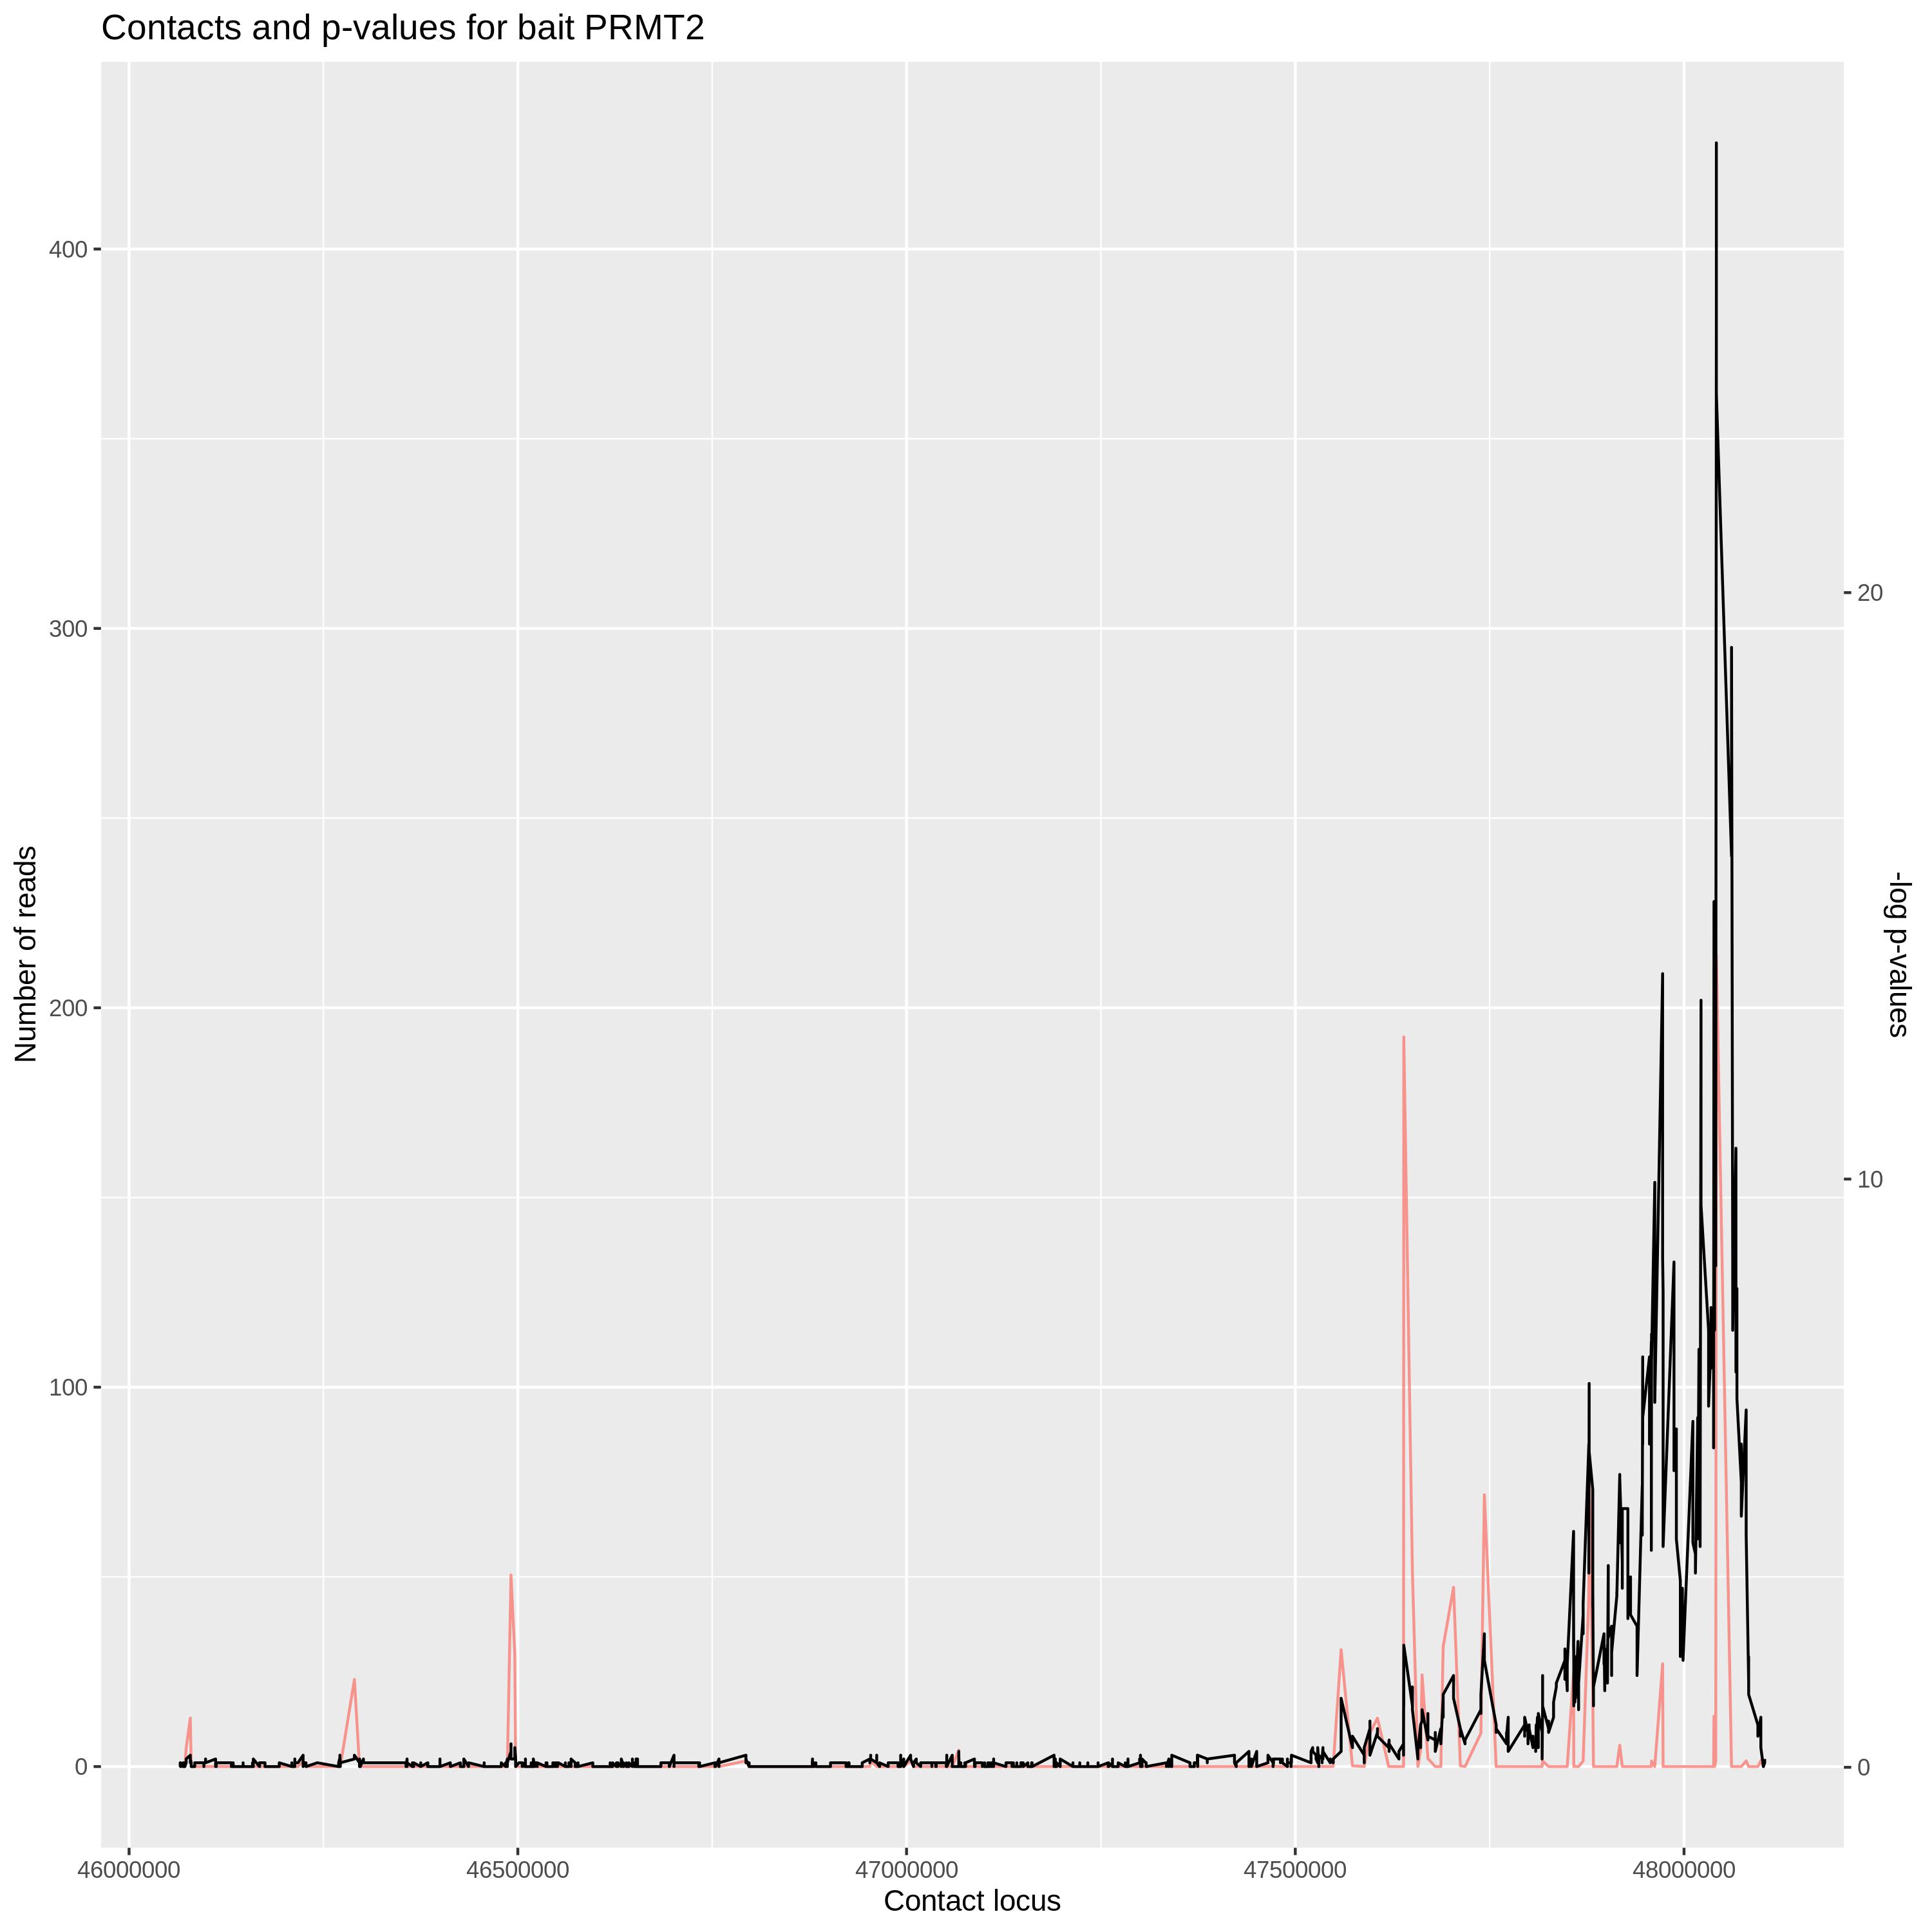 Contacts and p-values for bait PRMT2
400
300
200
100
0
Number of reads
20
10
0
-log p-values
46000000 46500000 47000000 47500000 48000000
Contact locus